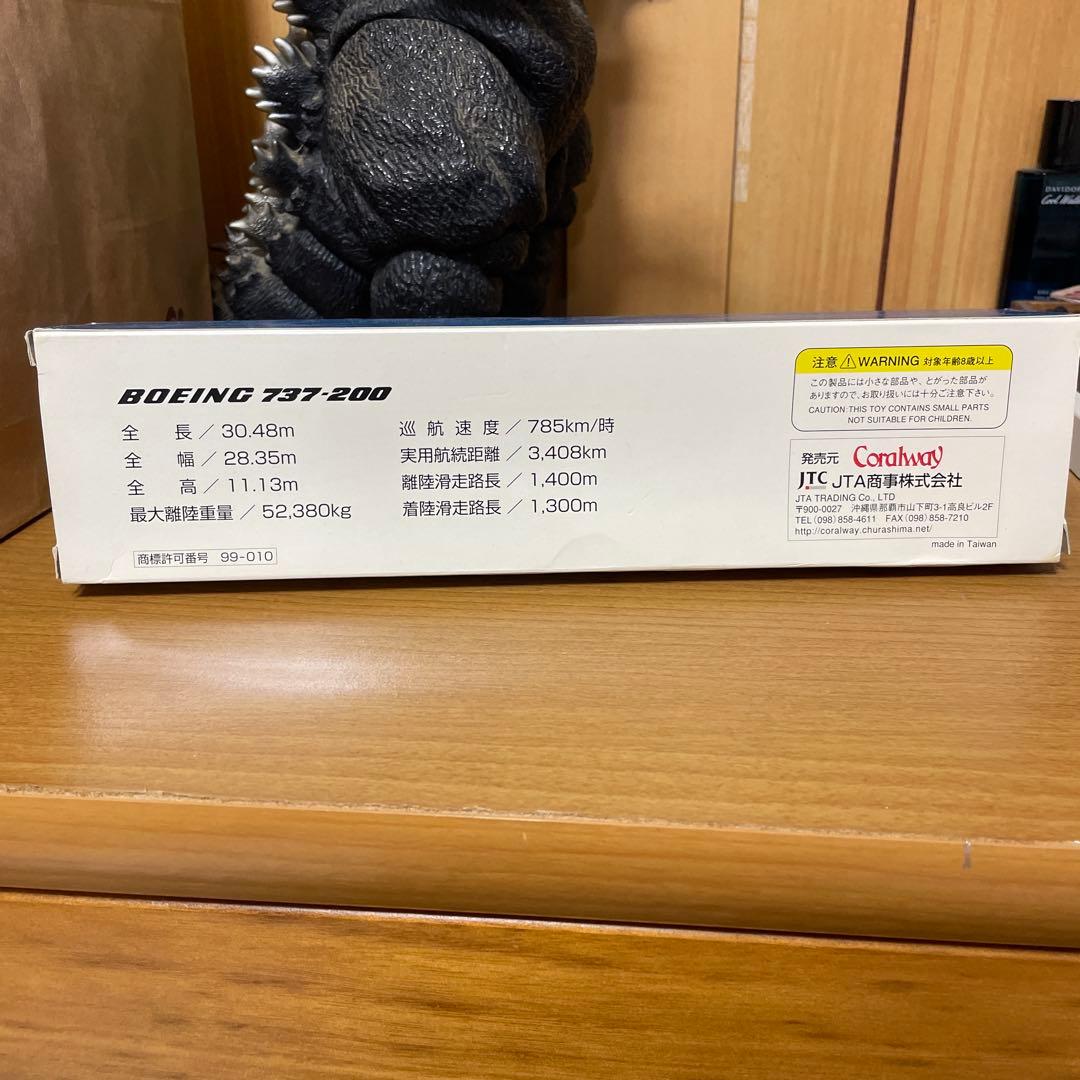 BOEING 737-200
全 長／30.48m
全 幅／28.35m
全 高／11.13m
最大離陸重量／52,380kg
巡航速度／785km/時
実用航続距離／3,408km
離陸滑走路長／1,400m
着陸滑走路長／1,300m
商標許可番号 99-010
注意 WARNING 対象年齢8歳以上
この製品には小さな部品や、とがった部品が
ありますので、お取り扱いには十分ご注意下さい。
CAUTION:THIS TOY CONTAINS SMALL PARTS
NOT SUITABLE FOR CHILDREN.
発売元 Coralway
JTC JTA商事株式会社
JTA TRADING Co., LTD
〒900-0027 沖縄県那覇市山下町3-1高良ビル2F
TEL(098)858-4611 FAX(098)858-7210
http://coralway.churashima.net/
made in Taiwan
DAVIDOF
Cool Wat